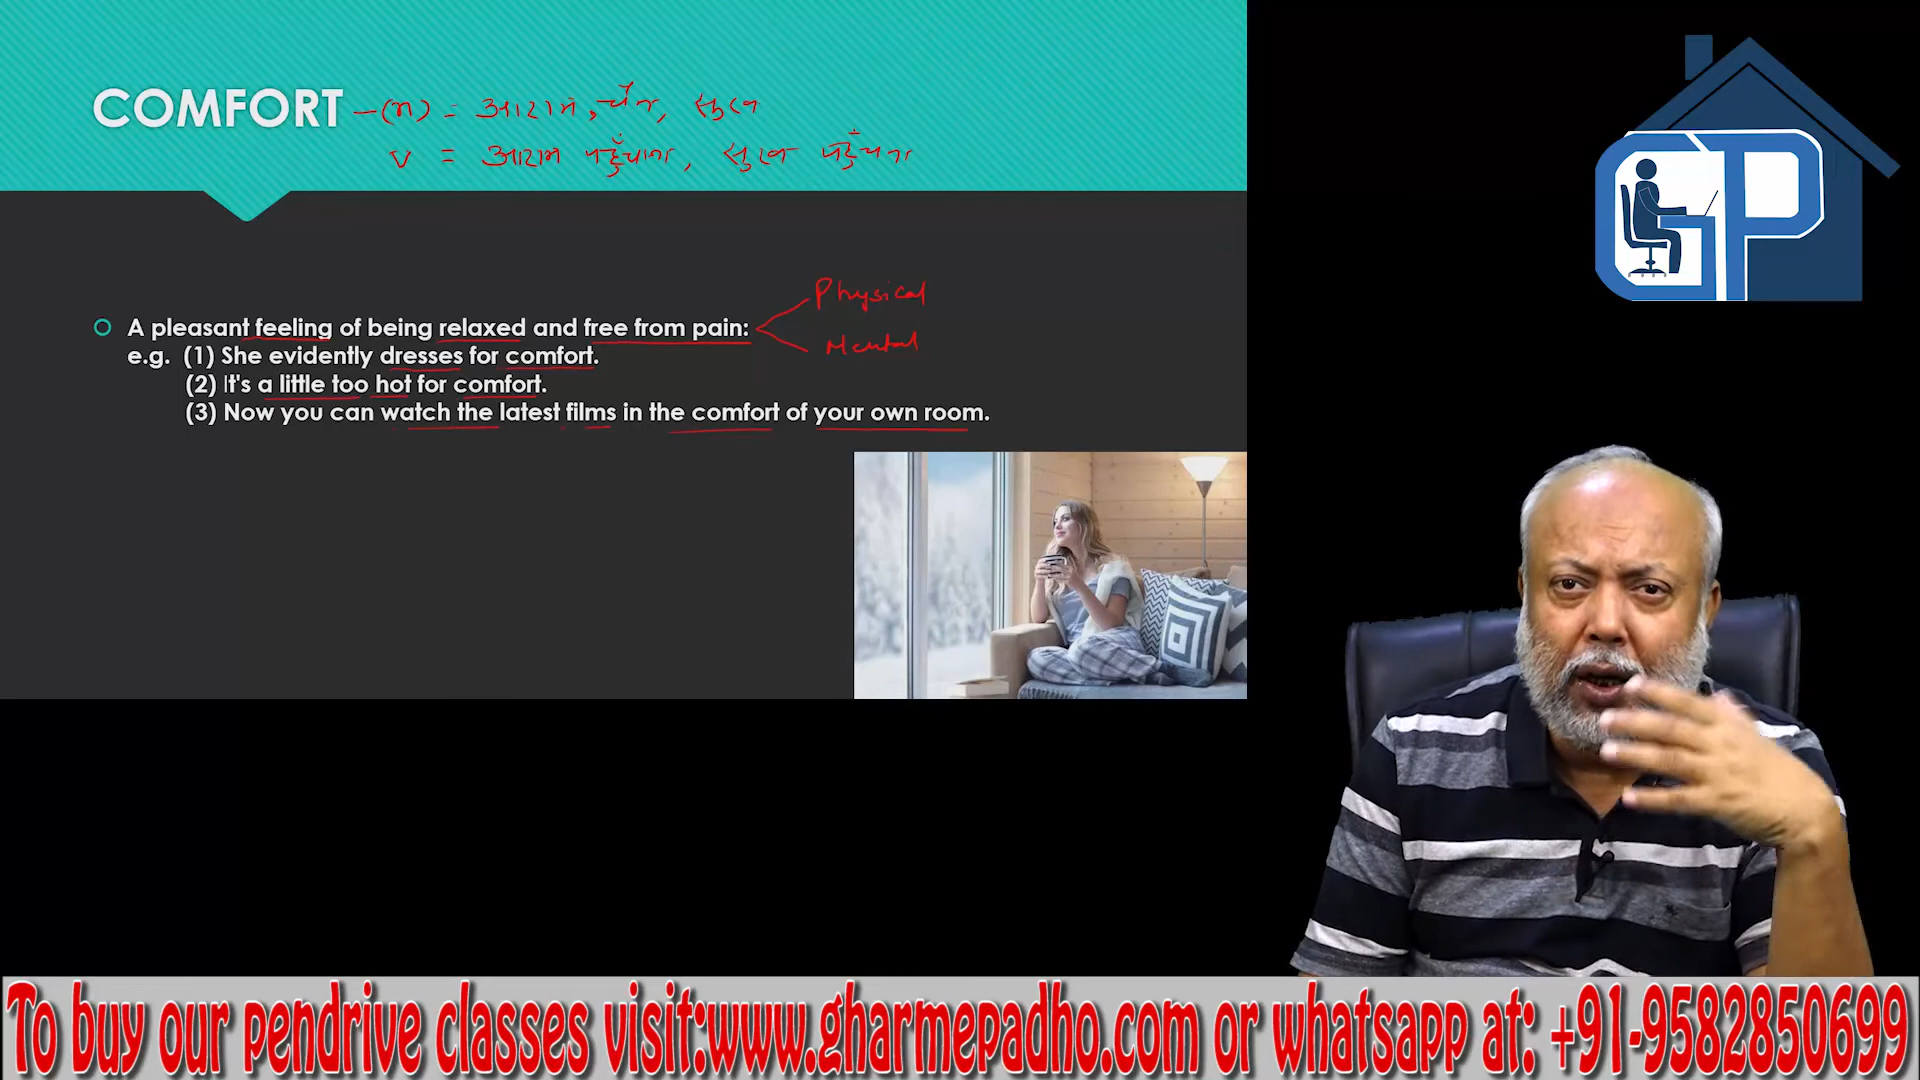 COMFORT –(n) = आराम, चैन, सुख
v = आराम पहुँचाना, सुख पहुँचाना
A pleasant feeling of being relaxed and free from pain:
Physical
Mental
e.g. (1) She evidently dresses for comfort.
(2) It's a little too hot for comfort.
(3) Now you can watch the latest films in the comfort of your own room.
GP
To buy our pendrive classes visit:www.gharmepadho.com or whatsapp at: +91-9582850699